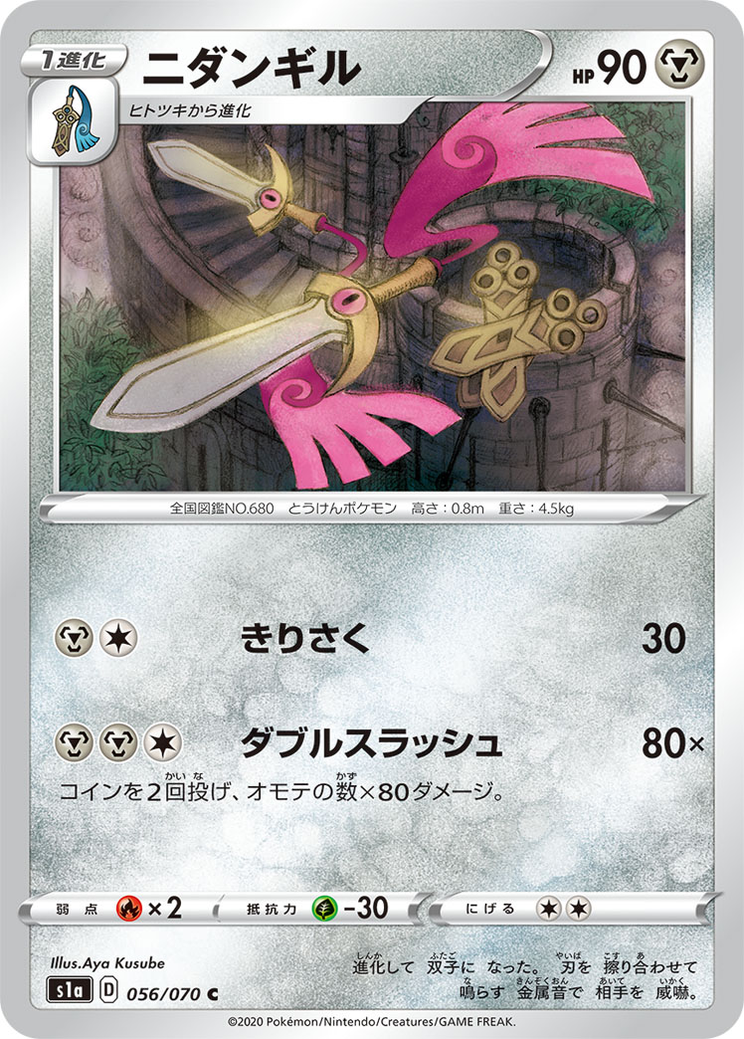 1進化
ニダンギル
HP 90
ヒトツキから進化
全国図鑑NO.680 とうけんポケモン 高さ:0.8m 重さ:4.5kg
きりさく 30
ダブルスラッシュ 80×
コインを2回投げ、オモテの数×80ダメージ。
弱点 ×2 抵抗力 -30 にげる
Illus.Aya Kusube
進化して 双子に なった。刃を 擦り合わせて
鳴らす 金属音で 相手を 威嚇。
s1a D 056/070 C
©2020 Pokémon/Nintendo/Creatures/GAME FREAK.